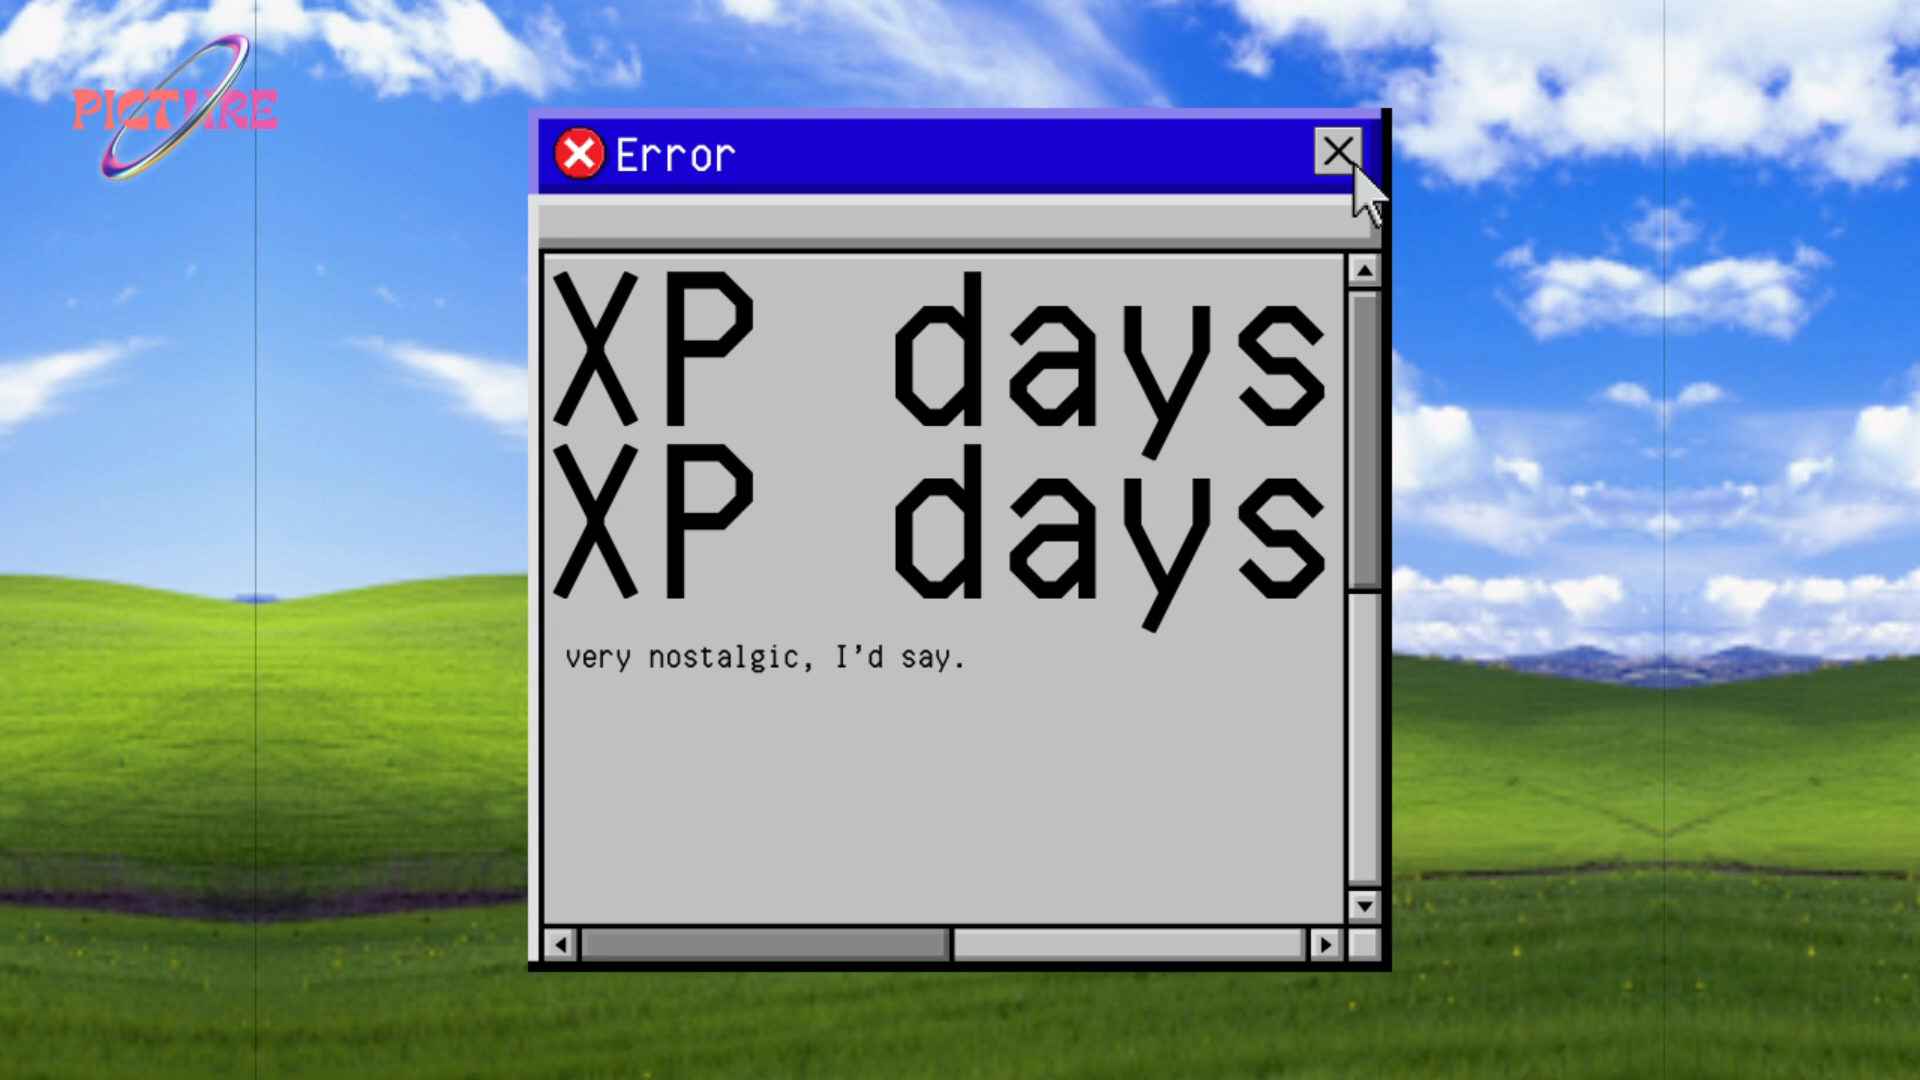 PICTURE
Error
XP days
XP days
very nostalgic, I’d say.